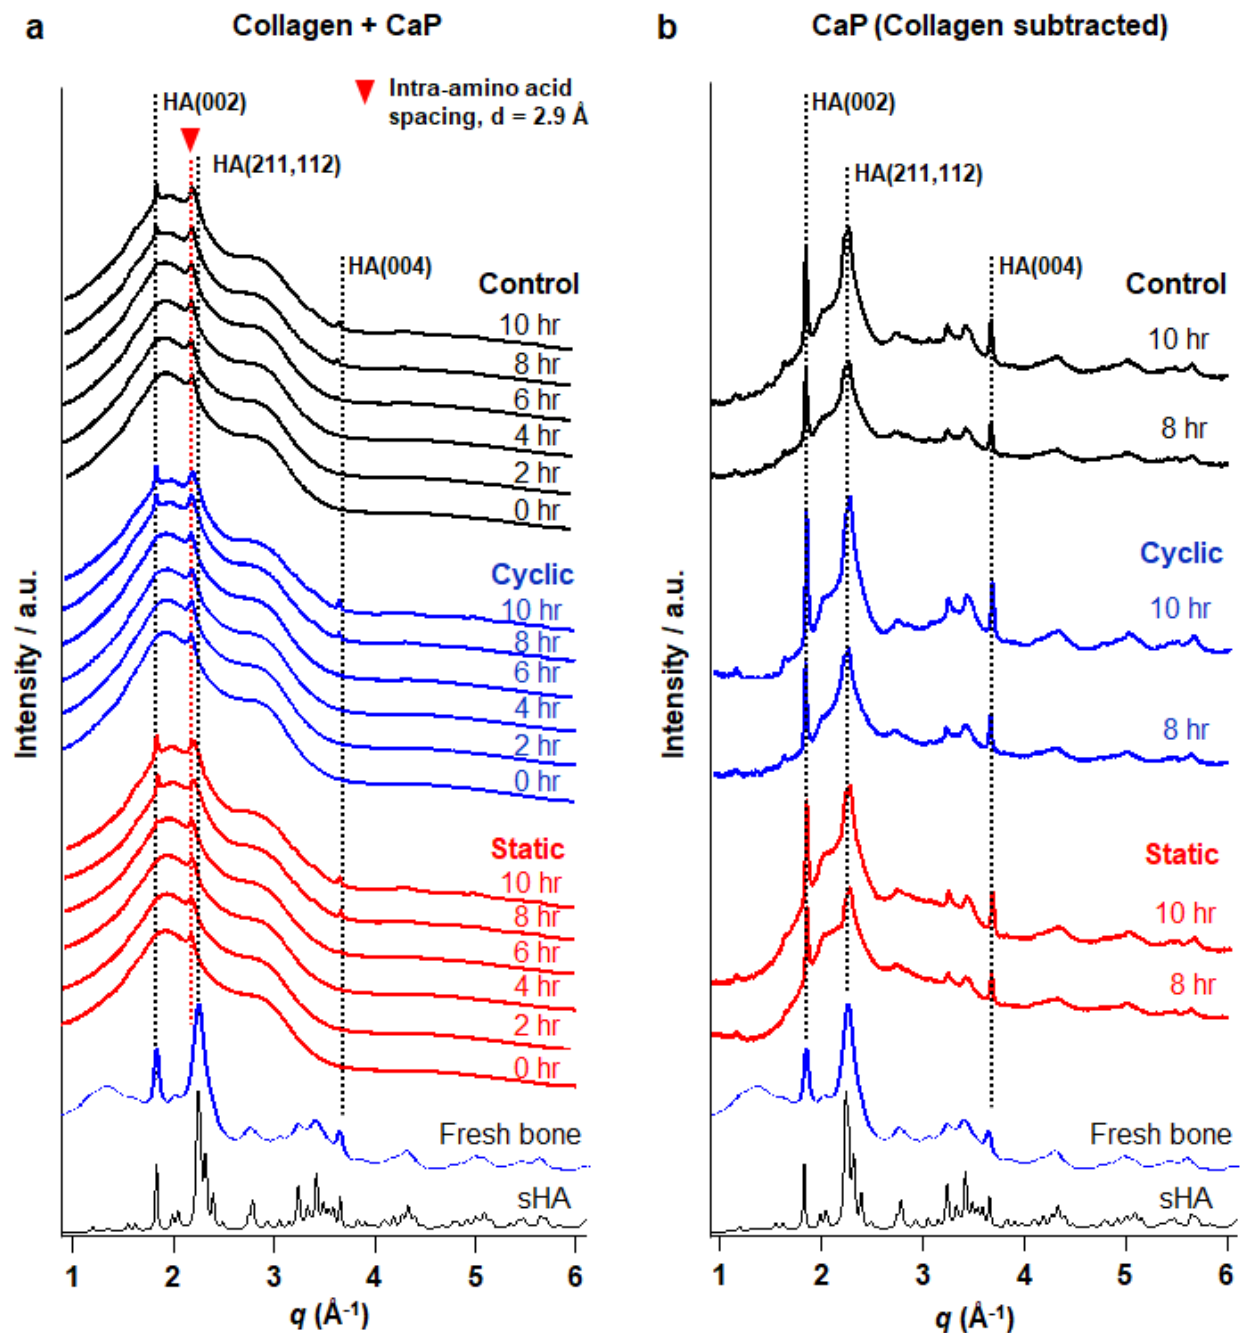 a
Collagen + CaP
HA(002)
Intra-amino acid
spacing, d = 2.9 Å
HA(211,112)
HA(004)
Control
10 hr
8 hr
6 hr
4 hr
2 hr
0 hr
Cyclic
10 hr
8 hr
6 hr
4 hr
2 hr
0 hr
Static
10 hr
8 hr
6 hr
4 hr
2 hr
0 hr
Fresh bone
sHA
Intensity / a.u.
1 2 3 4 5 6
q (Å-1)
b
CaP (Collagen subtracted)
HA(002)
HA(211,112)
HA(004)
Control
10 hr
8 hr
Cyclic
10 hr
8 hr
Static
10 hr
8 hr
Fresh bone
sHA
Intensity / a.u.
1 2 3 4 5 6
q (Å-1)